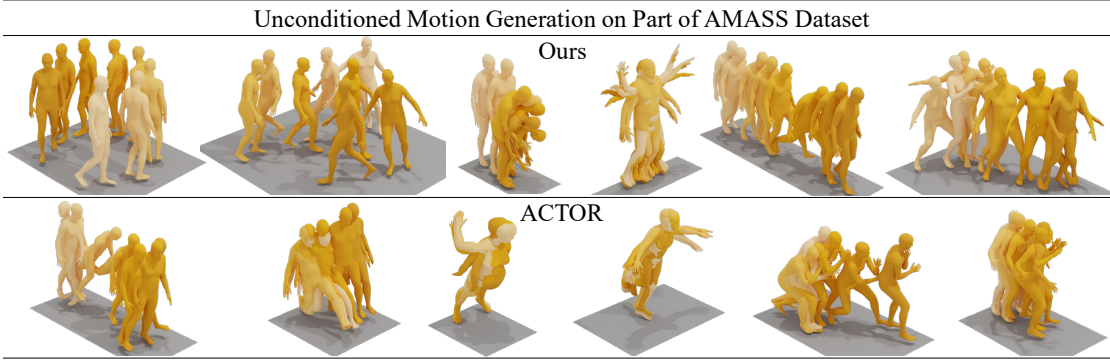 Unconditioned Motion Generation on Part of AMASS Dataset
Ours
ACTOR